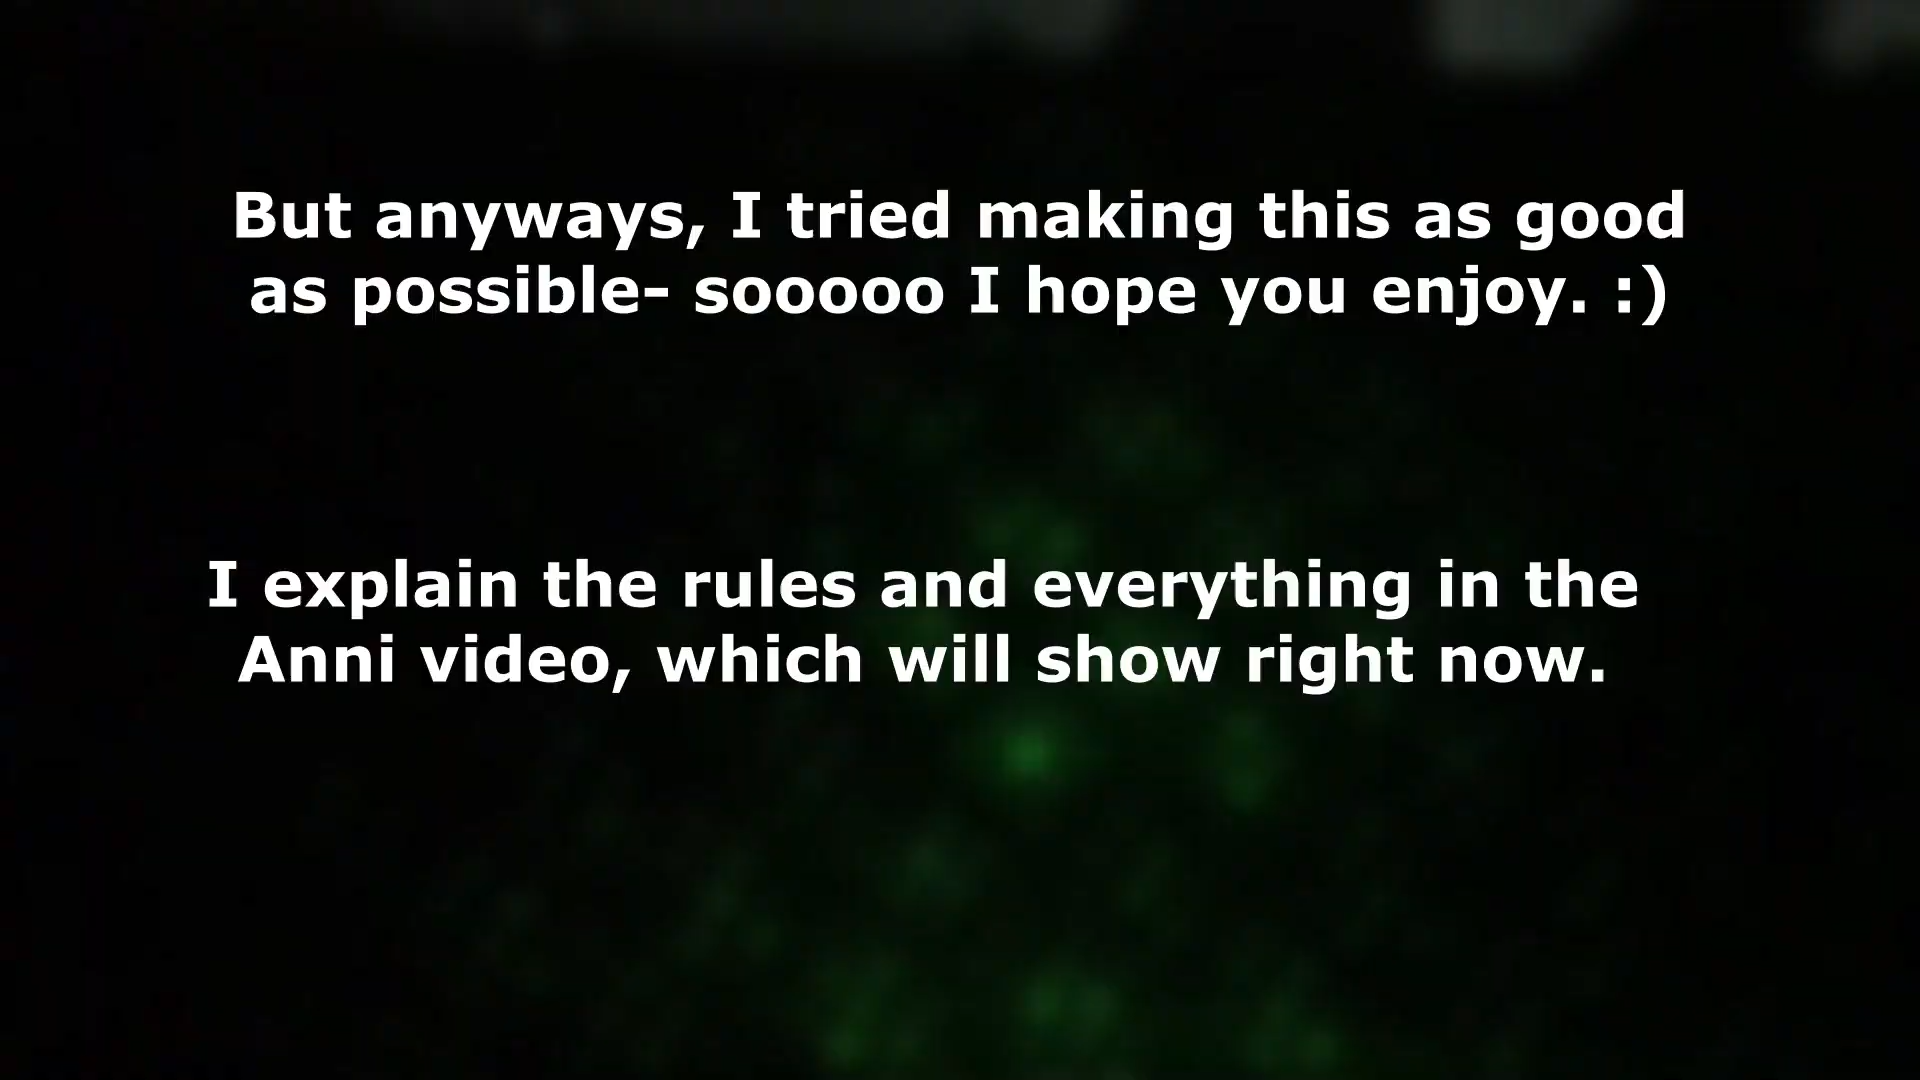 But anyways, I tried making this as good
as possible- sooooo I hope you enjoy. :)
I explain the rules and everything in the
Anni video, which will show right now.